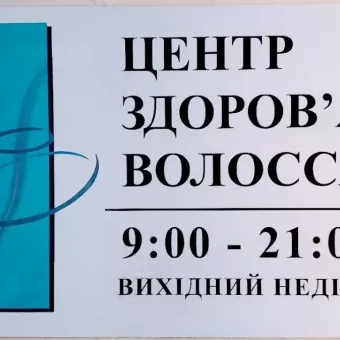 ЦЕНТР
ЗДОРОВ'
ВОЛОСС
9:00 - 21:0
ВИХІДНИЙ НЕДІ